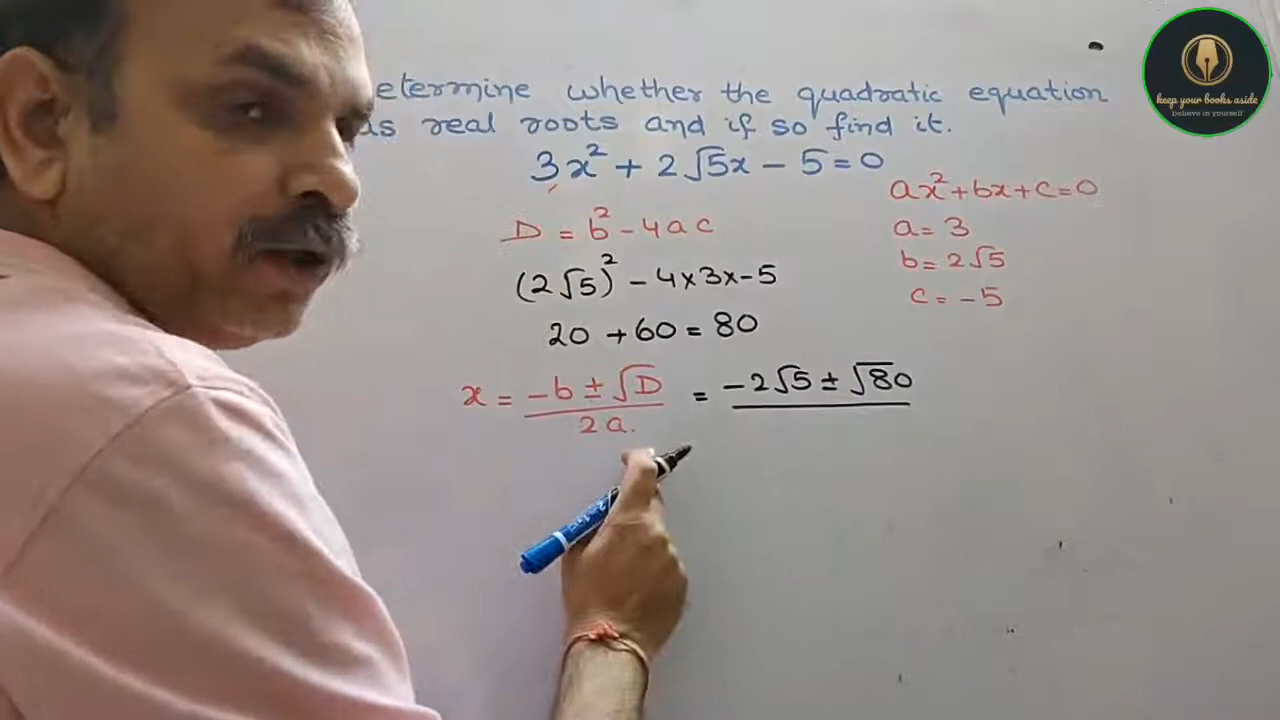 etermine whether the quadratic equation
as real roots and if so find it.
3x² + 2√5x - 5 = 0
ax² + bx + c = 0
D = b² - 4ac
a = 3
(2√5)² - 4x3x-5
b = 2√5
c = -5
20 + 60 = 80
x = -b ± √D / 2a. = -2√5 ± √80
keep your books aside
believe in yourself